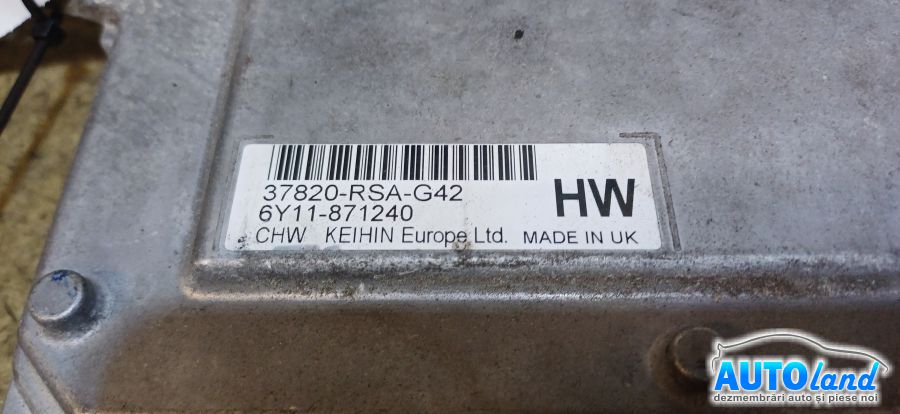 37820-RSA-G42
6Y11-871240
HW
CHW KEIHIN Europe Ltd. MADE IN UK
AUTOland
dezmembrări auto și piese noi